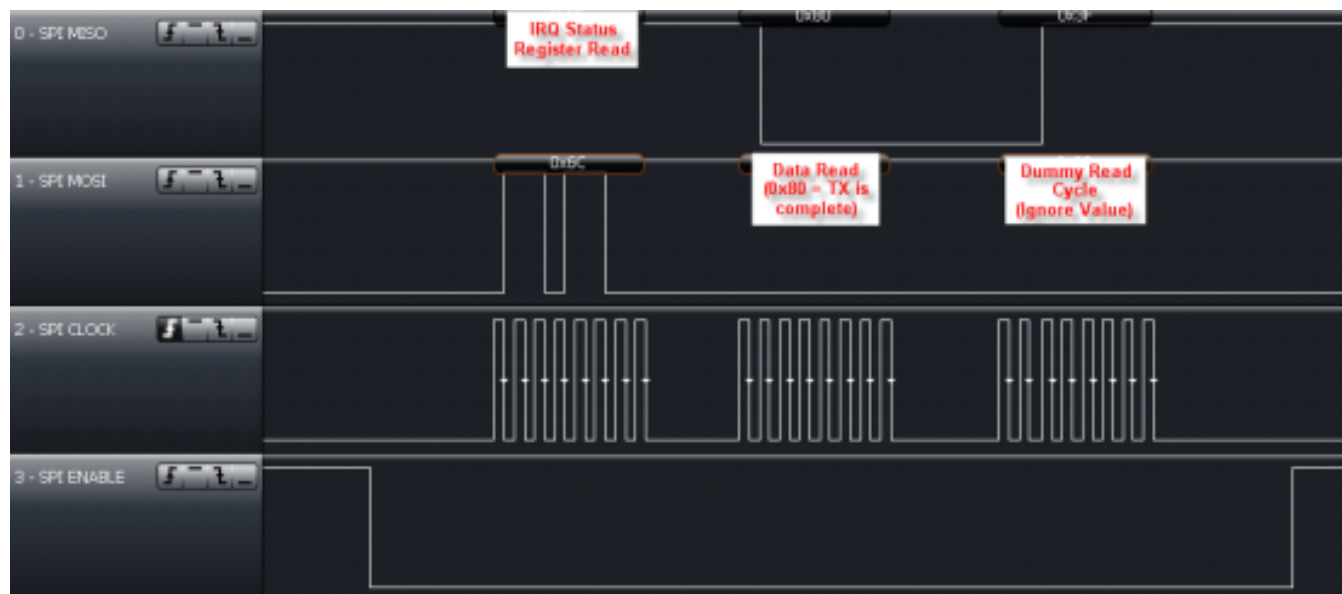 0 - SPI MISO
IRQ Status
Register Read
0x80
0x3F
1 - SPI MOSI
0x6C
Data Read
(0x80 = TX is
complete)
Dummy Read
Cycle
(Ignore Value)
2 - SPI CLOCK
3 - SPI ENABLE